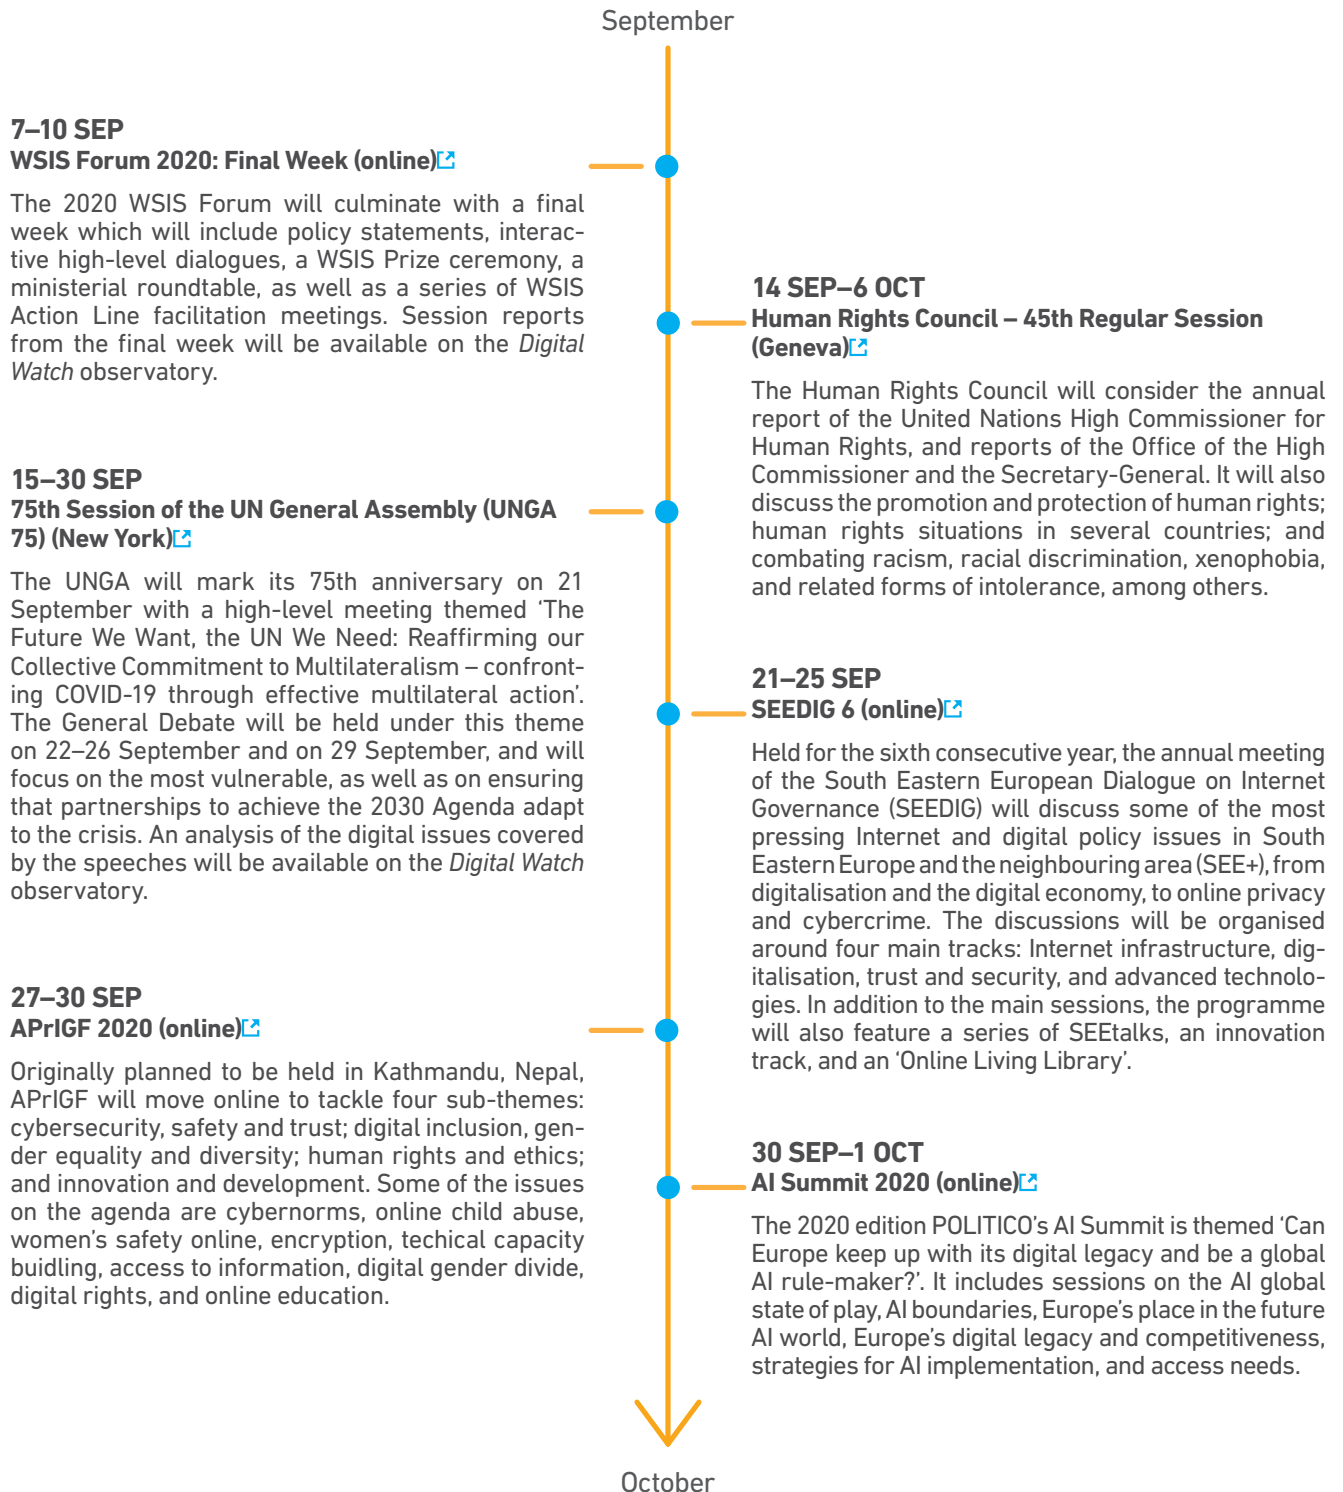 September
7–10 SEP
WSIS Forum 2020: Final Week (online)
The 2020 WSIS Forum will culminate with a final
week which will include policy statements, interac-
tive high-level dialogues, a WSIS Prize ceremony, a
ministerial roundtable, as well as a series of WSIS
Action Line facilitation meetings. Session reports
from the final week will be available on the Digital
Watch observatory.
14 SEP–6 OCT
Human Rights Council – 45th Regular Session
(Geneva)
The Human Rights Council will consider the annual
report of the United Nations High Commissioner for
Human Rights, and reports of the Office of the High
Commissioner and the Secretary-General. It will also
discuss the promotion and protection of human rights;
human rights situations in several countries; and
combating racism, racial discrimination, xenophobia,
and related forms of intolerance, among others.
15–30 SEP
75th Session of the UN General Assembly (UNGA
75) (New York)
The UNGA will mark its 75th anniversary on 21
September with a high-level meeting themed ‘The
Future We Want, the UN We Need: Reaffirming our
Collective Commitment to Multilateralism – confront-
ing COVID-19 through effective multilateral action’.
The General Debate will be held under this theme
on 22–26 September and on 29 September, and will
focus on the most vulnerable, as well as on ensuring
that partnerships to achieve the 2030 Agenda adapt
to the crisis. An analysis of the digital issues covered
by the speeches will be available on the Digital Watch
observatory.
21–25 SEP
SEEDIG 6 (online)
Held for the sixth consecutive year, the annual meeting
of the South Eastern European Dialogue on Internet
Governance (SEEDIG) will discuss some of the most
pressing Internet and digital policy issues in South
Eastern Europe and the neighbouring area (SEE+), from
digitalisation and the digital economy, to online privacy
and cybercrime. The discussions will be organised
around four main tracks: Internet infrastructure, dig-
italisation, trust and security, and advanced technolo-
gies. In addition to the main sessions, the programme
will also feature a series of SEEtalks, an innovation
track, and an ‘Online Living Library’.
27–30 SEP
APrIGF 2020 (online)
Originally planned to be held in Kathmandu, Nepal,
APrIGF will move online to tackle four sub-themes:
cybersecurity, safety and trust; digital inclusion, gen-
der equality and diversity; human rights and ethics;
and innovation and development. Some of the issues
on the agenda are cybernorms, online child abuse,
women’s safety online, encryption, techical capacity
buidling, access to information, digital gender divide,
digital rights, and online education.
30 SEP–1 OCT
AI Summit 2020 (online)
The 2020 edition POLITICO’s AI Summit is themed ‘Can
Europe keep up with its digital legacy and be a global
AI rule-maker?’. It includes sessions on the AI global
state of play, AI boundaries, Europe’s place in the future
AI world, Europe’s digital legacy and competitiveness,
strategies for AI implementation, and access needs.
October